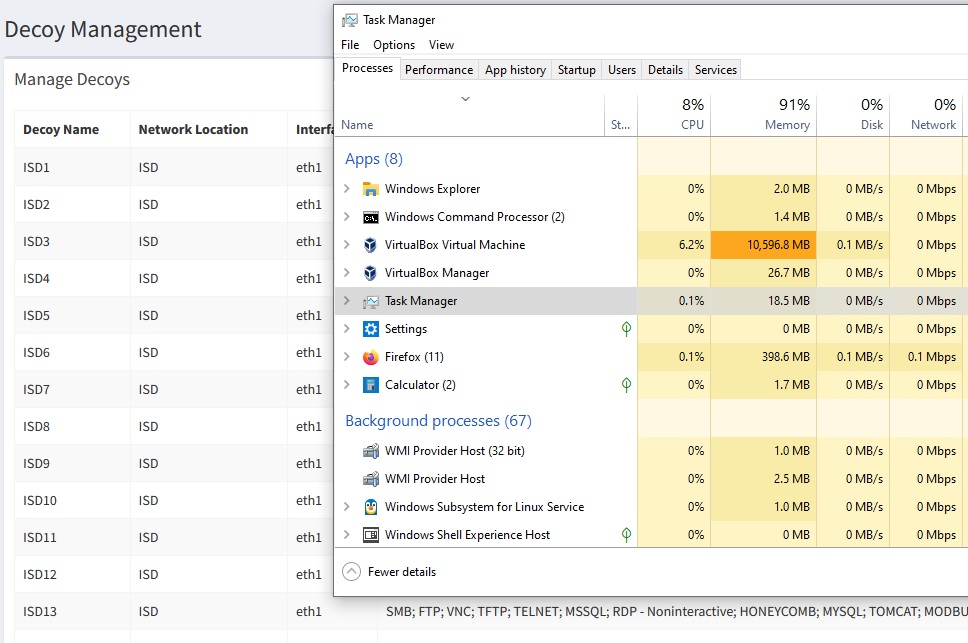 Decoy Management
Manage Decoys
Decoy Name Network Location Interfa
ISD1 ISD eth1
ISD2 ISD eth1
ISD3 ISD eth1
ISD4 ISD eth1
ISD5 ISD eth1
ISD6 ISD eth1
ISD7 ISD eth1
ISD8 ISD eth1
ISD9 ISD eth1
ISD10 ISD eth1
ISD11 ISD eth1
ISD12 ISD eth1
ISD13 ISD eth1 SMB; FTP; VNC; TFTP; TELNET; MSSQL; RDP - Noninteractive; HONEYCOMB; MYSQL; TOMCAT; MODBU
Task Manager
File Options View
Processes Performance App history Startup Users Details Services
8% 91% 0% 0%
Name St... CPU Memory Disk Network
Apps (8)
Windows Explorer 0% 2.0 MB 0 MB/s 0 Mbps
Windows Command Processor (2) 0% 1.4 MB 0 MB/s 0 Mbps
VirtualBox Virtual Machine 6.2% 10,596.8 MB 0.1 MB/s 0 Mbps
VirtualBox Manager 0% 26.7 MB 0 MB/s 0 Mbps
Task Manager 0.1% 18.5 MB 0 MB/s 0 Mbps
Settings 0% 0 MB 0 MB/s 0 Mbps
Firefox (11) 0.1% 398.6 MB 0.1 MB/s 0.1 Mbps
Calculator (2) 0% 1.7 MB 0 MB/s 0 Mbps
Background processes (67)
WMI Provider Host (32 bit) 0% 1.0 MB 0 MB/s 0 Mbps
WMI Provider Host 0% 2.5 MB 0 MB/s 0 Mbps
Windows Subsystem for Linux Service 0% 1.0 MB 0 MB/s 0 Mbps
Windows Shell Experience Host 0% 0 MB 0 MB/s 0 Mbps
Fewer details